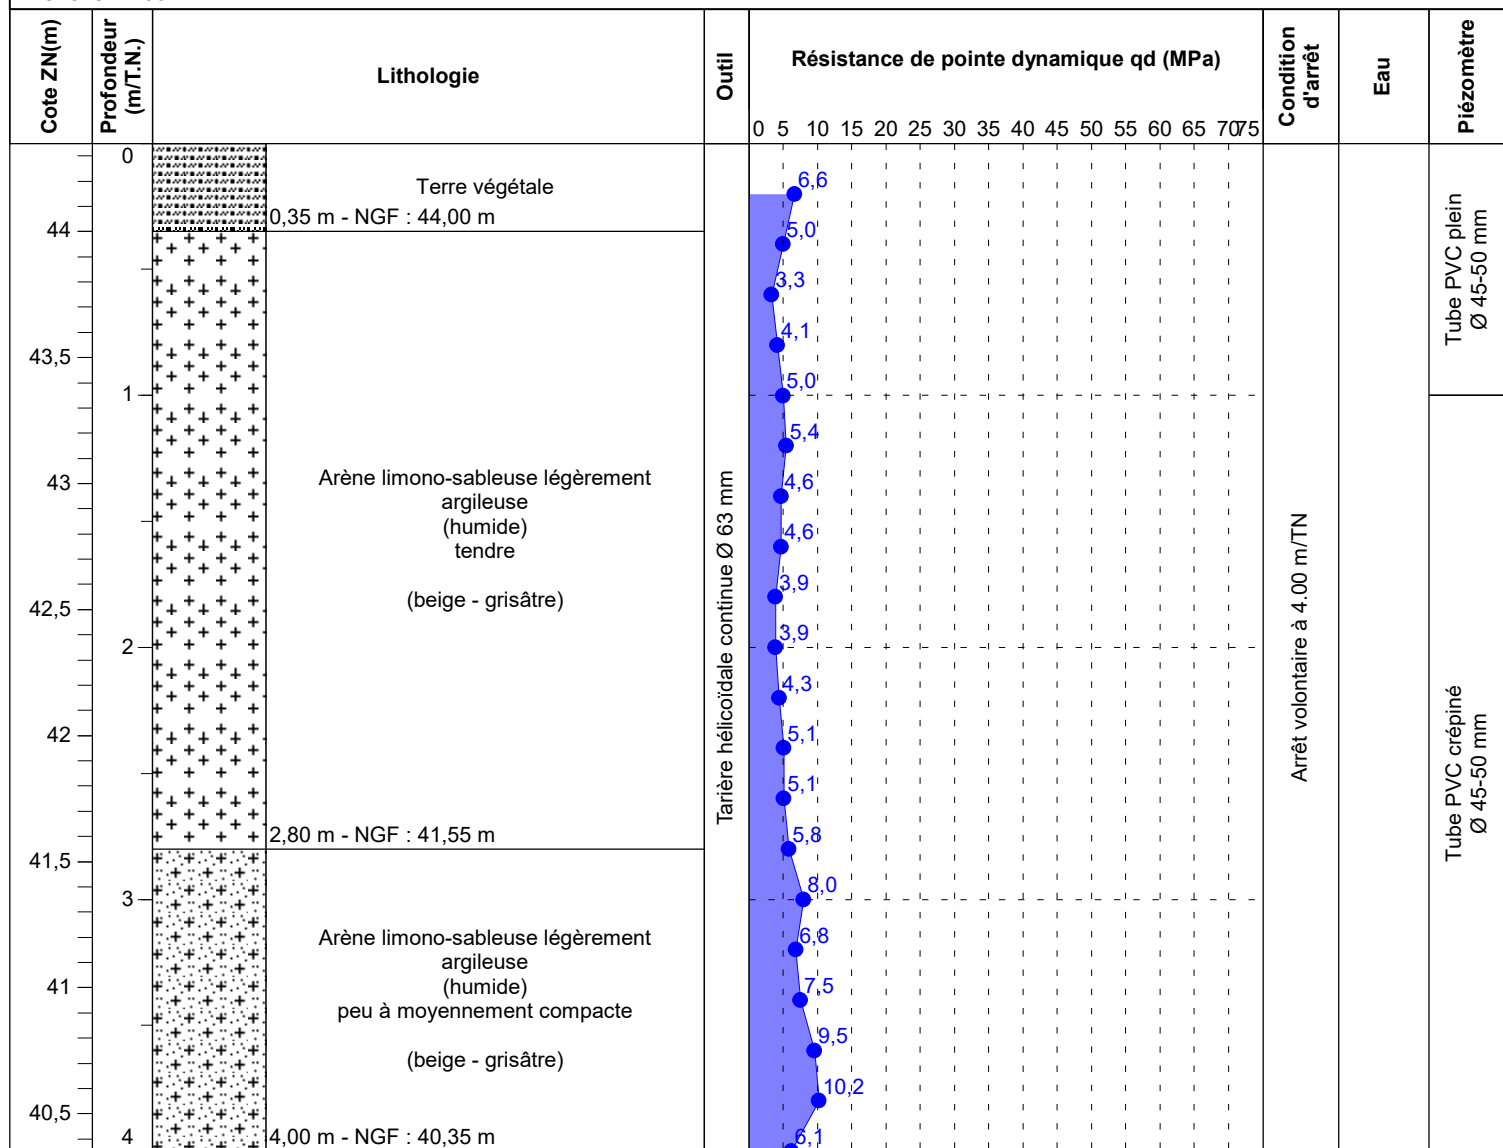 Cote ZN(m)
Profondeur
(m/T.N.)
Lithologie
Outil
Résistance de pointe dynamique qd (MPa)
0 5 10 15 20 25 30 35 40 45 50 55 60 65 70 75
Condition
d'arrêt
Eau
Piézomètre
44
43,5
43
42,5
42
41,5
41
40,5
0
1
2
3
4
Terre végétale
0,35 m - NGF : 44,00 m
Arène limono-sableuse légèrement
argileuse
(humide)
tendre
(beige - grisâtre)
2,80 m - NGF : 41,55 m
Arène limono-sableuse légèrement
argileuse
(humide)
peu à moyennement compacte
(beige - grisâtre)
4,00 m - NGF : 40,35 m
Tarière hélicoïdale continue Ø 63 mm
6,6
5,0
3,3
4,1
5,0
5,4
4,6
4,6
3,9
3,9
4,3
5,1
5,1
5,8
8,0
6,8
7,5
9,5
10,2
6,1
Arrêt volontaire à 4.00 m/TN
Tube PVC plein
Ø 45-50 mm
Tube PVC crépiné
Ø 45-50 mm